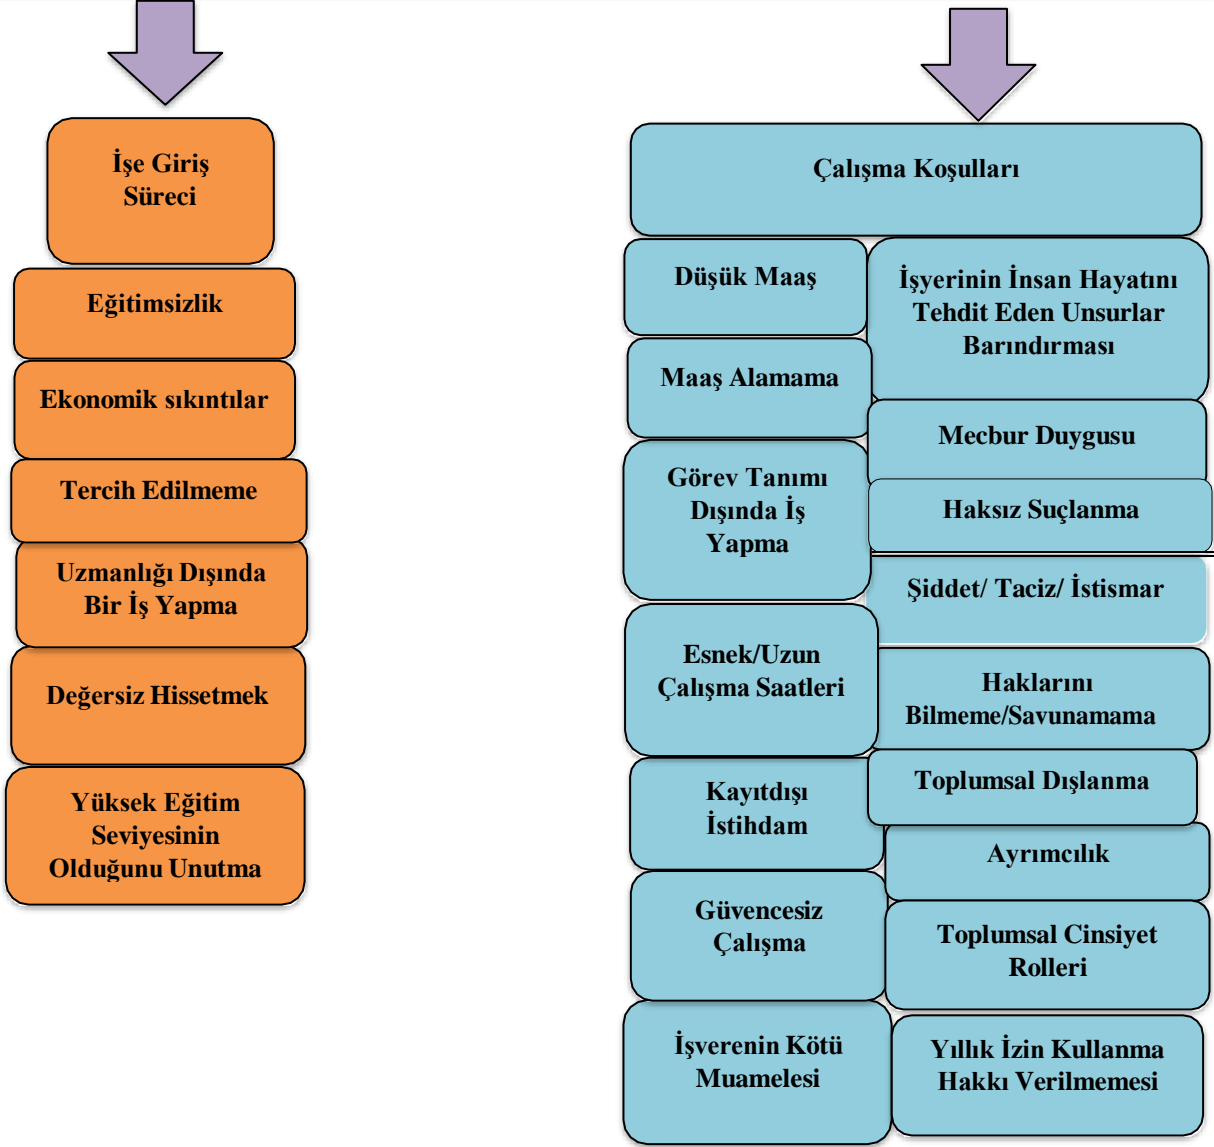 İşe Giriş
Süreci
Eğitimsizlik
Ekonomik sıkıntılar
Tercih Edilmeme
Uzmanlığı Dışında
Bir İş Yapma
Değersiz Hissetmek
Yüksek Eğitim
Seviyesinin
Olduğunu Unutma
Çalışma Koşulları
Düşük Maaş
Maaş Alamama
Görev Tanımı
Dışında İş
Yapma
Esnek/Uzun
Çalışma Saatleri
Kayıtdışı
İstihdam
Güvencesiz
Çalışma
İşverenin Kötü
Muamelesi
İşyerinin İnsan Hayatını
Tehdit Eden Unsurlar
Barındırması
Mecbur Duygusu
Haksız Suçlanma
Şiddet/ Taciz/ İstismar
Haklarını
Bilmeme/Savunamama
Toplumsal Dışlanma
Ayrımcılık
Toplumsal Cinsiyet
Rolleri
Yıllık İzin Kullanma
Hakkı Verilmemesi